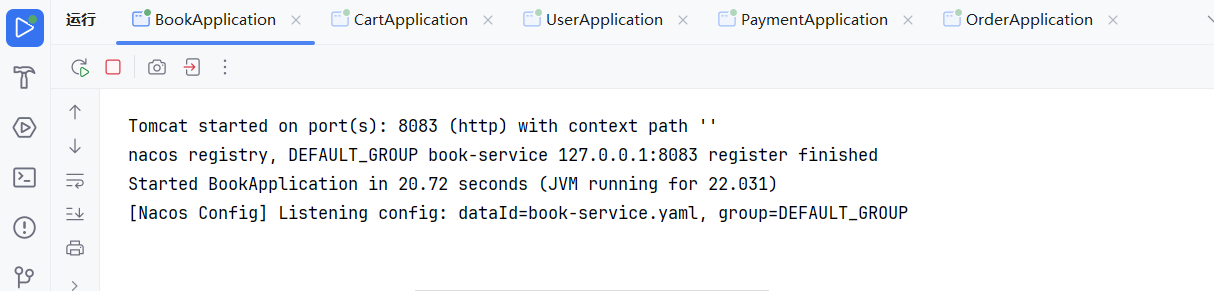 运行 BookApplication CartApplication UserApplication PaymentApplication OrderApplication
Tomcat started on port(s): 8083 (http) with context path ''
nacos registry, DEFAULT_GROUP book-service 127.0.0.1:8083 register finished
Started BookApplication in 20.72 seconds (JVM running for 22.031)
[Nacos Config] Listening config: dataId=book-service.yaml, group=DEFAULT_GROUP